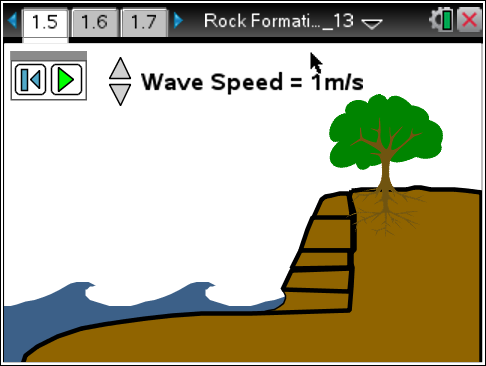 1.5 1.6 1.7 Rock Formati..._13
Wave Speed = 1m/s